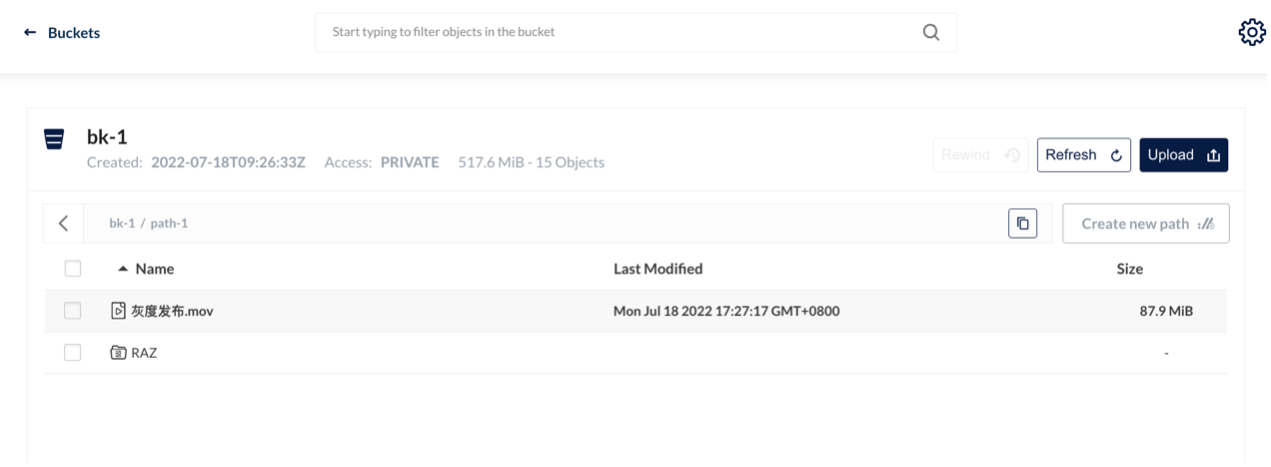 Buckets
Start typing to filter objects in the bucket
bk-1
Created: 2022-07-18T09:26:33Z Access: PRIVATE 517.6 MiB - 15 Objects
Rewind Refresh Upload
bk-1 / path-1 Create new path
Name Last Modified Size
灰度发布.mov Mon Jul 18 2022 17:27:17 GMT+0800 87.9 MiB
RAZ -